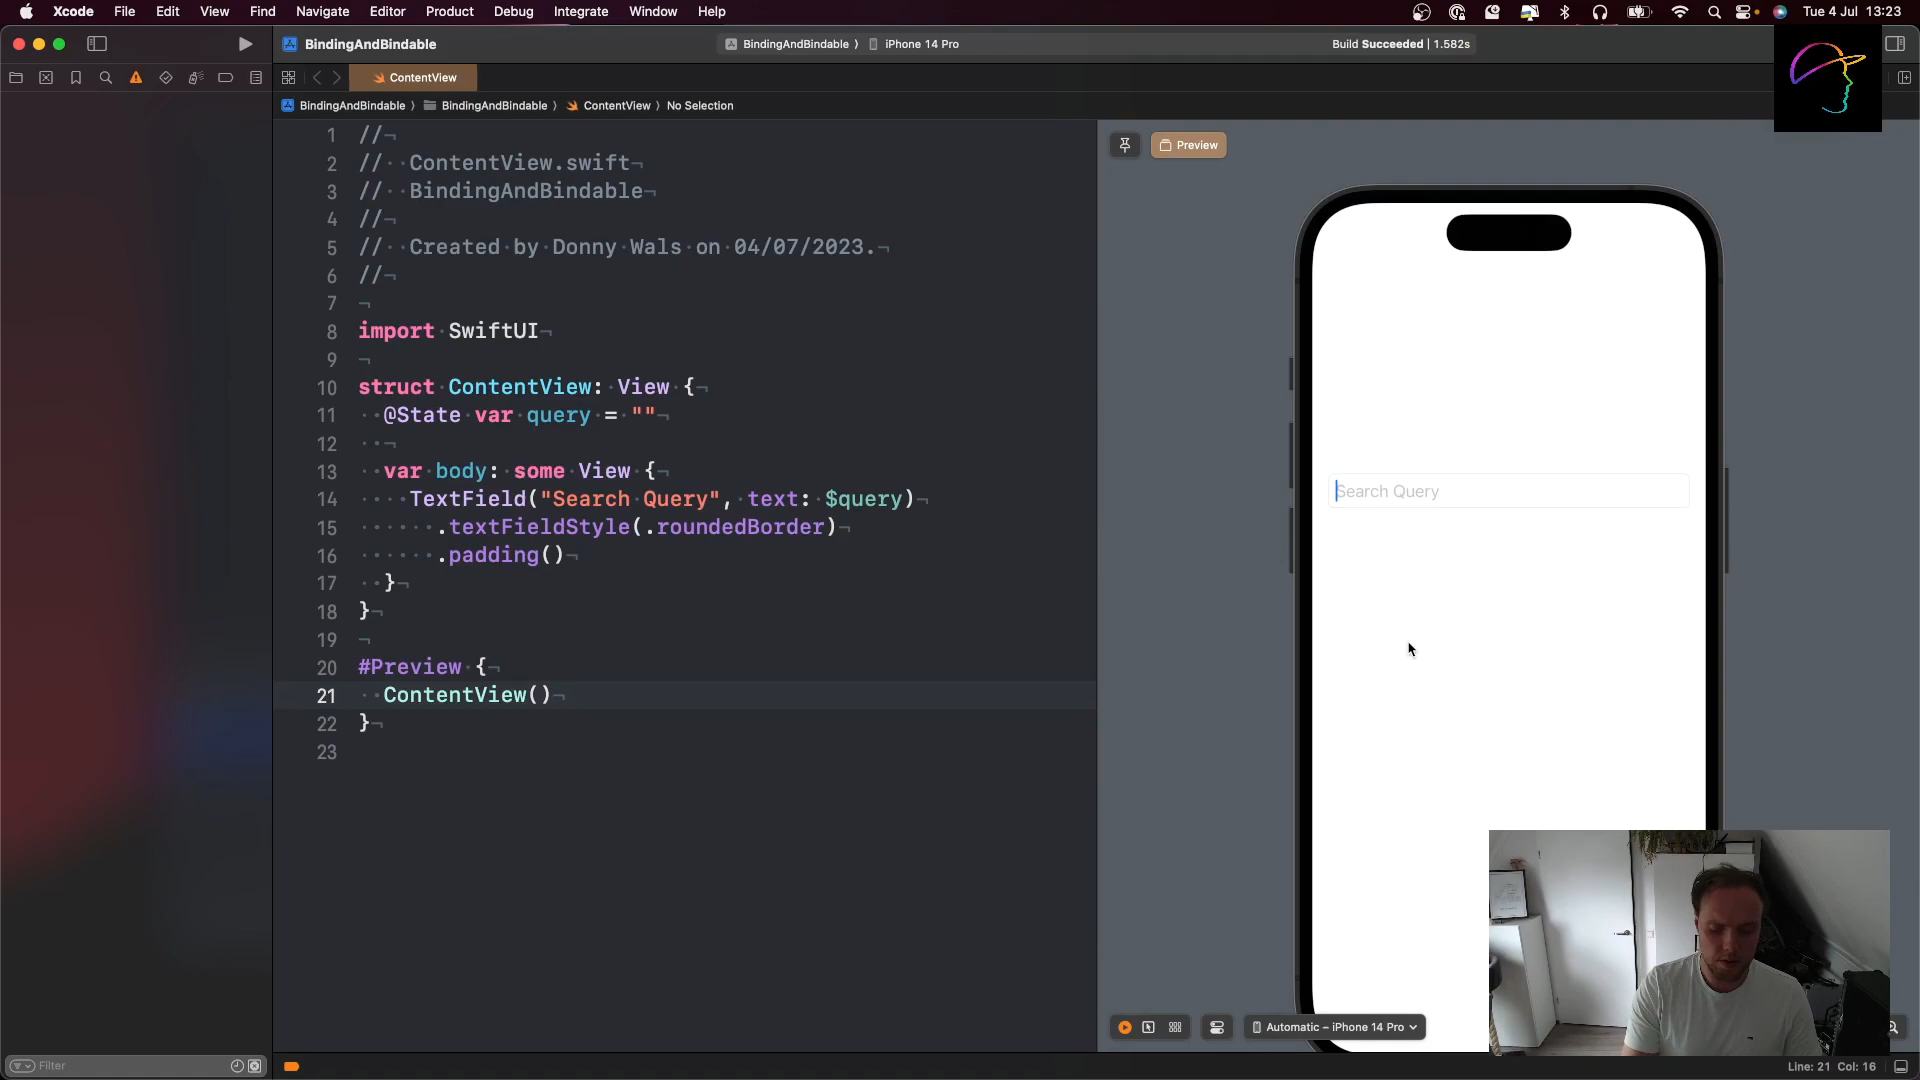 Xcode File Edit View Find Navigate Editor Product Debug Integrate Window Help Tue 4 Jul 13:23
BindingAndBindable BindingAndBindable ⟩ iPhone 14 Pro Build Succeeded | 1.582s
ContentView
BindingAndBindable ⟩ BindingAndBindable ⟩ ContentView ⟩ No Selection
1 //¬
2 // ContentView.swift¬
3 // BindingAndBindable¬
4 //¬
5 // Created by Donny Wals on 04/07/2023.¬
6 //¬
7 ¬
8 import SwiftUI¬
9 ¬
10 struct ContentView: View {¬
11 @State var query = ""¬
12 ¬
13 var body: some View {¬
14 TextField("Search Query", text: $query)¬
15 .textFieldStyle(.roundedBorder)¬
16 .padding()¬
17 }¬
18 }¬
19 ¬
20 #Preview {¬
21 ContentView()¬
22 }¬
23
Preview
Search Query
Automatic – iPhone 14 Pro
Filter
Line: 21 Col: 16